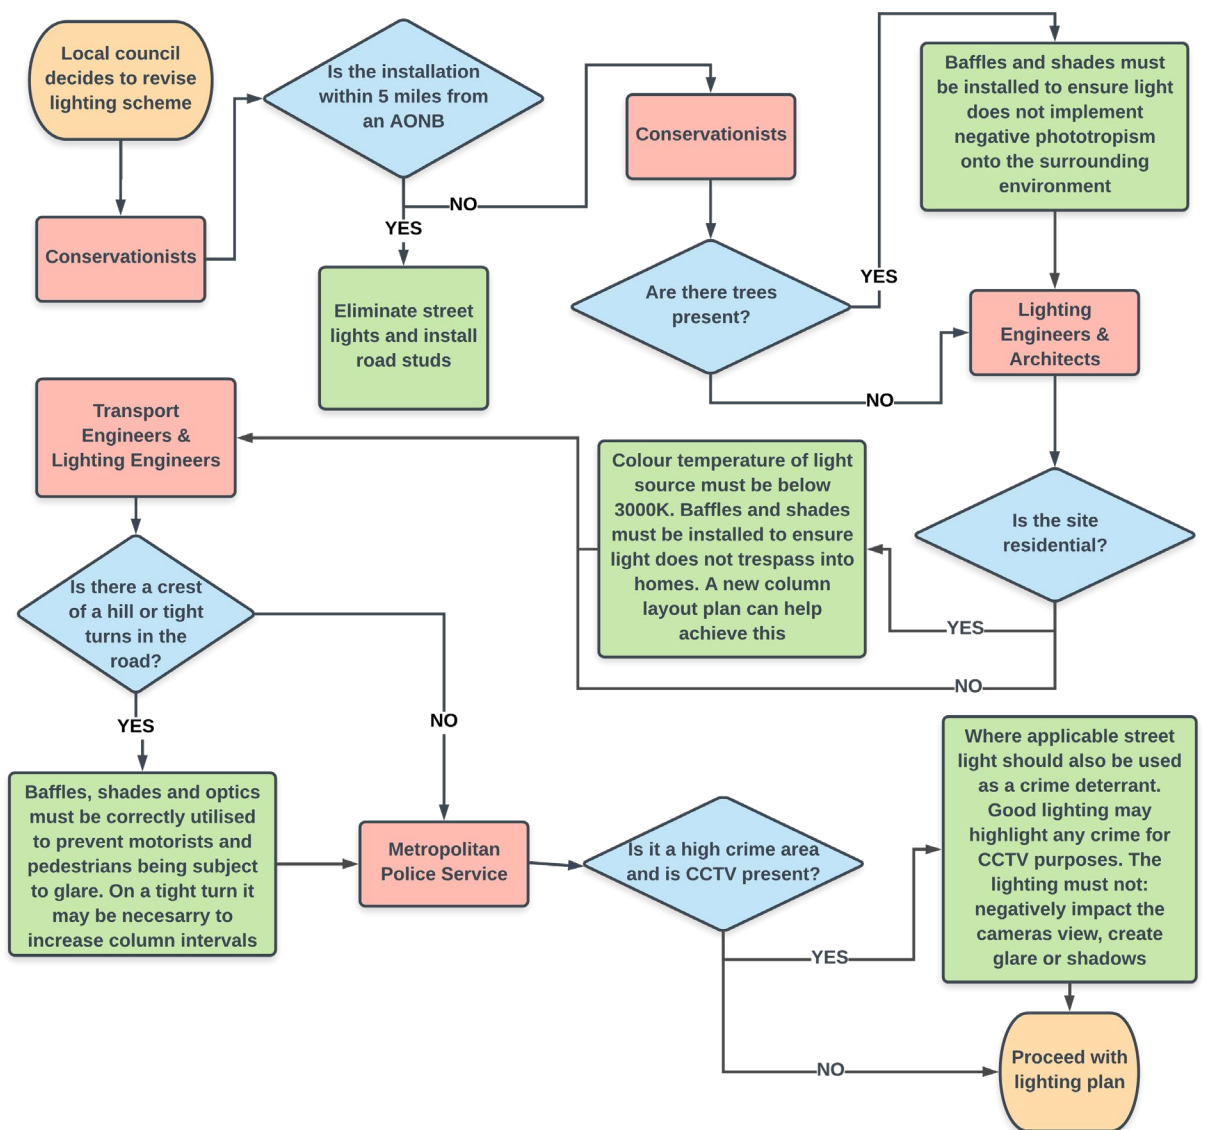 Local council
decides to revise
lighting scheme
Conservationists
Is the installation
within 5 miles from
an AONB
NO
YES
Eliminate street
lights and install
road studs
Conservationists
Are there trees
present?
YES
NO
Baffles and shades must
be installed to ensure light
does not implement
negative phototropism
onto the surrounding
environment
Lighting
Engineers &
Architects
Is the site
residential?
YES
NO
Colour temperature of light
source must be below
3000K. Baffles and shades
must be installed to ensure
light does not trespass into
homes. A new column
layout plan can help
achieve this
Transport
Engineers &
Lighting Engineers
Is there a crest
of a hill or tight
turns in the
road?
YES
NO
Baffles, shades and optics
must be correctly utilised
to prevent motorists and
pedestrians being subject
to glare. On a tight turn it
may be necesarry to
increase column intervals
Metropolitan
Police Service
Is it a high crime area
and is CCTV present?
YES
NO
Where applicable street
light should also be used
as a crime deterrant.
Good lighting may
highlight any crime for
CCTV purposes. The
lighting must not:
negatively impact the
cameras view, create
glare or shadows
Proceed with
lighting plan